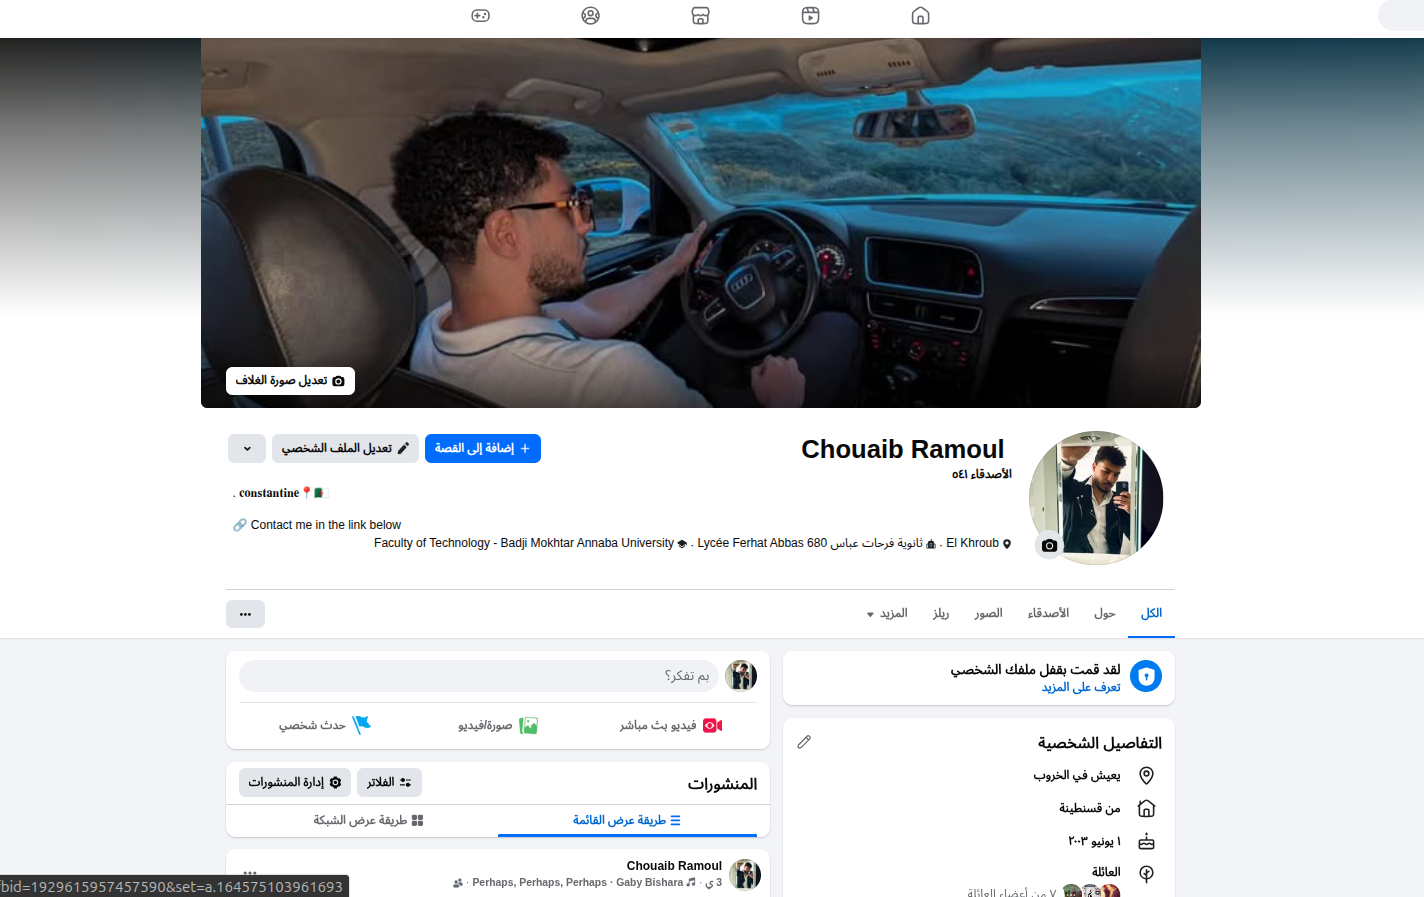 تعديل صورة الغلاف
Chouaib Ramoul
الأصدقاء ٥٤١
إضافة إلى القصة
تعديل الملف الشخصي
. constantine📍🇩🇿
🔗 Contact me in the link below
El Khroub · ثانوية فرحات عباس Lycée Ferhat Abbas 680 · Faculty of Technology - Badji Mokhtar Annaba University
الكل
حول
الأصدقاء
الصور
ريلز
المزيد
لقد قمت بقفل ملفك الشخصي
تعرف على المزيد
التفاصيل الشخصية
يعيش في الخروب
من قسنطينة
١ يونيو ٢٠٠٣
العائلة
٧ من أعضاء العائلة
بم تفكر؟
فيديو بث مباشر
صورة/فيديو
حدث شخصي
المنشورات
الفلاتر
إدارة المنشورات
طريقة عرض القائمة
طريقة عرض الشبكة
Chouaib Ramoul
3 ي · Perhaps, Perhaps, Perhaps · Gaby Bishara ·
bid=1929615957457590&set=a.164575103961693